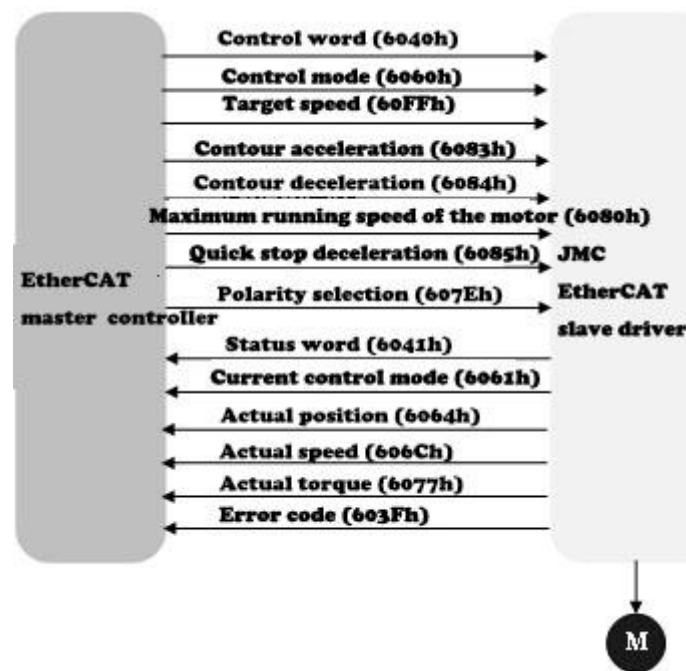 Control word (6040h)
Control mode (6060h)
Target speed (60FFh)
Contour acceleration (6083h)
Contour deceleration (6084h)
Maximum running speed of the motor (6080h)
Quick stop deceleration (6085h)
Polarity selection (607Eh)
Status word (6041h)
Current control mode (6061h)
Actual position (6064h)
Actual speed (606Ch)
Actual torque (6077h)
Error code (603Fh)
EtherCAT
master controller
JMC
EtherCAT
slave driver
M